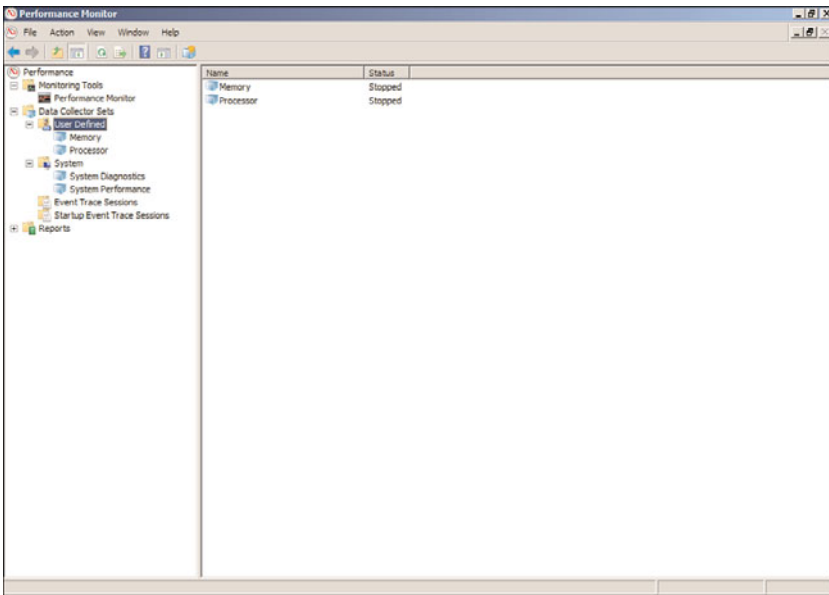 Performance Monitor
File Action View Window Help
Performance
Monitoring Tools
Performance Monitor
Data Collector Sets
User Defined
Memory
Processor
System
System Diagnostics
System Performance
Event Trace Sessions
Startup Event Trace Sessions
Reports
Name Status
Memory Stopped
Processor Stopped